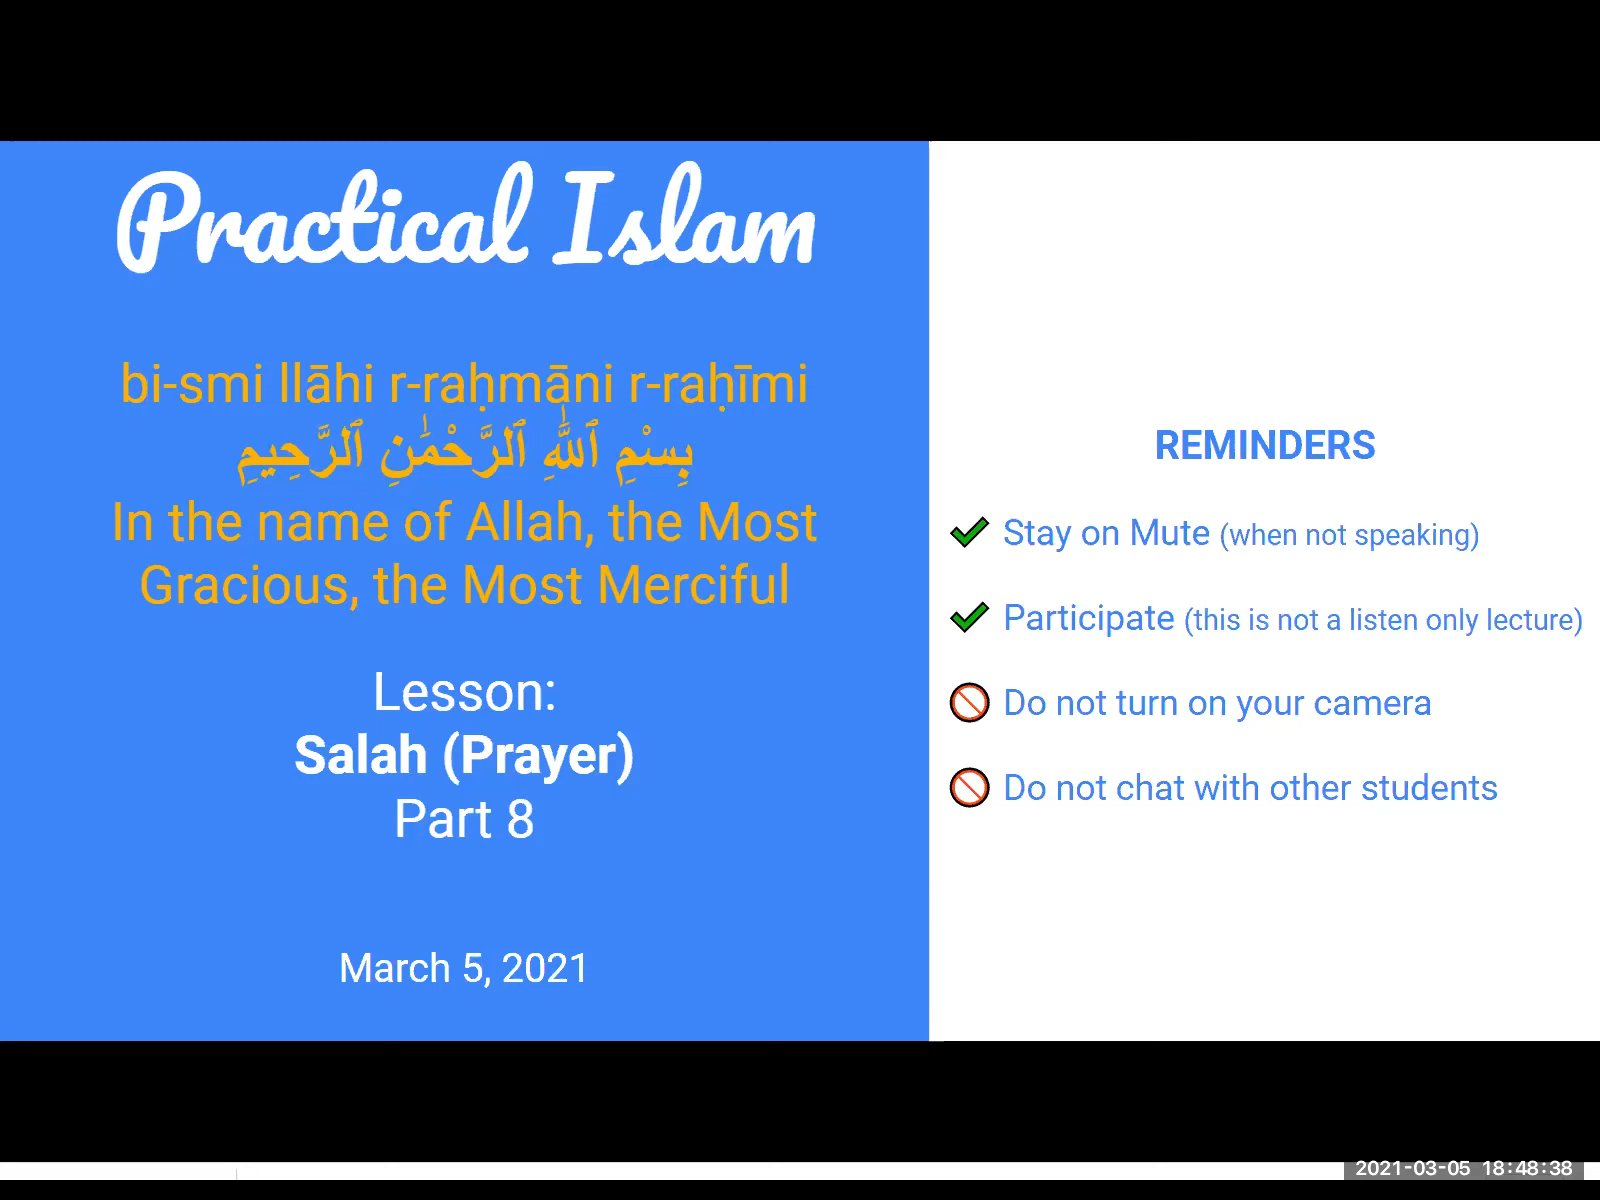 Practical Islam
bi-smi llāhi r-raḥmāni r-raḥīmi
بِسْمِ ٱللَّٰهِ ٱلرَّحْمَٰنِ ٱلرَّحِيمِ
In the name of Allah, the Most
Gracious, the Most Merciful
Lesson:
Salah (Prayer)
Part 8
March 5, 2021
REMINDERS
Stay on Mute (when not speaking)
Participate (this is not a listen only lecture)
Do not turn on your camera
Do not chat with other students
2021-03-05 18:48:38